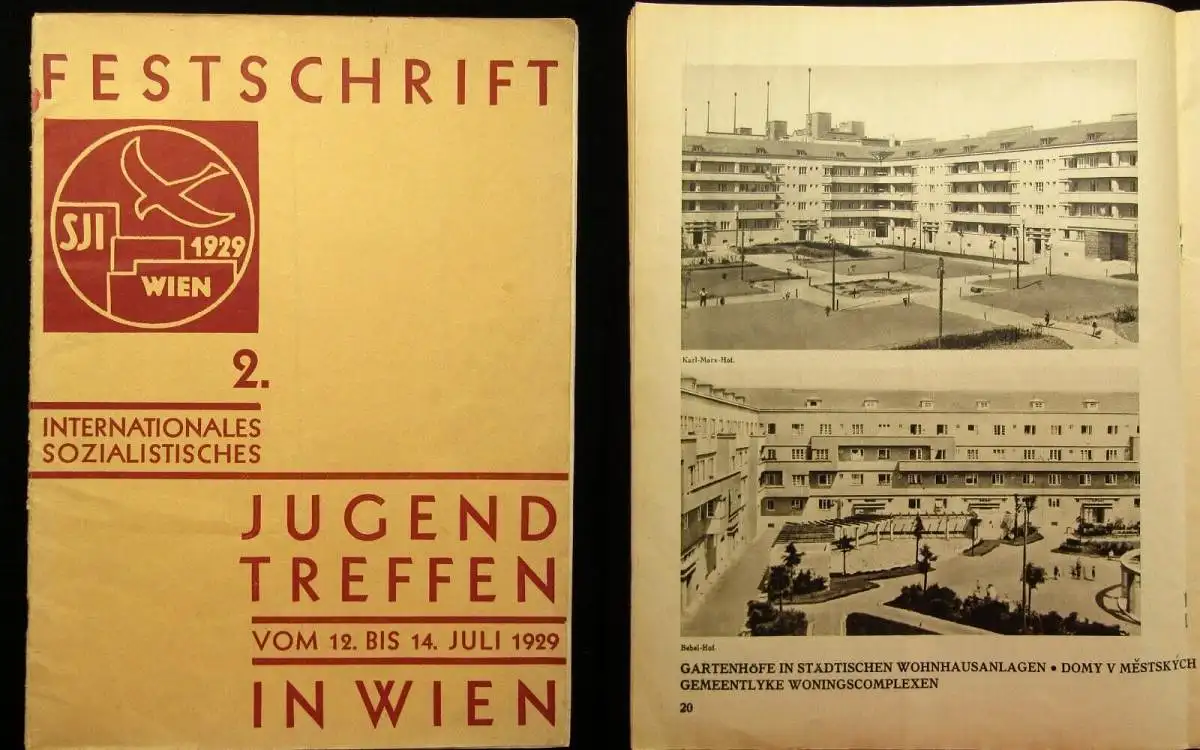 FESTSCHRIFT
SJI
1929
WIEN
2.
INTERNATIONALES
SOZIALISTISCHES
JUGEND
TREFFEN
VOM 12. BIS 14. JULI 1929
IN WIEN
Karl-Marx-Hof.
Bebel-Hof.
GARTENHÖFE IN STÄDTISCHEN WOHNHAUSANLAGEN • DOMY V MĚSTSKÝCH
GEMEENTLYKE WONINGSCOMPLEXEN
20